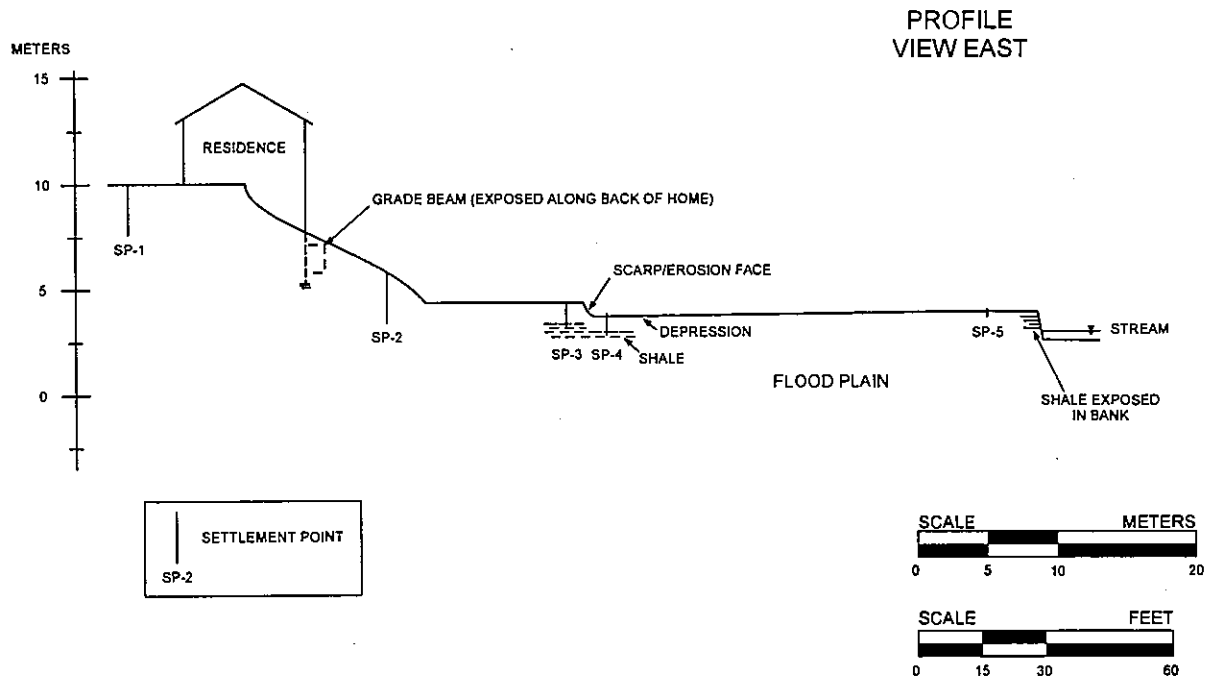 PROFILE
VIEW EAST
METERS
15
10
5
0
RESIDENCE
GRADE BEAM (EXPOSED ALONG BACK OF HOME)
SP-1
SP-2
SCARP/EROSION FACE
DEPRESSION
SP-3
SP-4
SHALE
SP-5
STREAM
FLOOD PLAIN
SHALE EXPOSED
IN BANK
SETTLEMENT POINT
SP-2
SCALE METERS
0 5 10 20
SCALE FEET
0 15 30 60